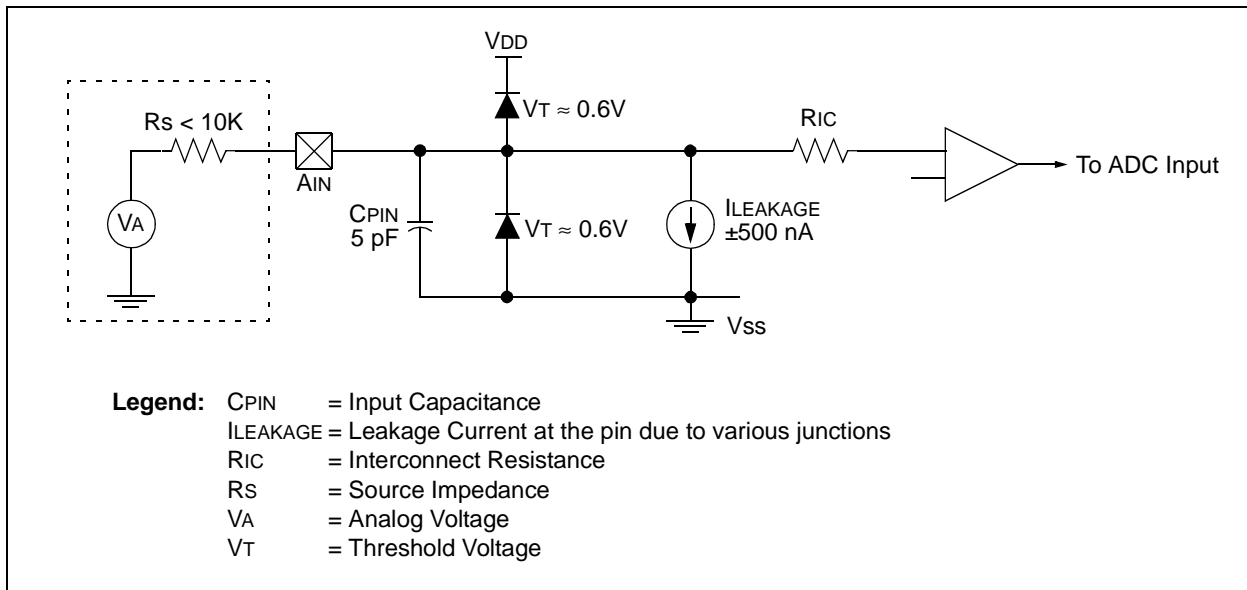 VDD
VT ≈ 0.6V
RS < 10K
RIC
AIN
To ADC Input
VA
CPIN
5 pF
VT ≈ 0.6V
ILEAKAGE
±500 nA
VSS
Legend: CPIN = Input Capacitance
ILEAKAGE = Leakage Current at the pin due to various junctions
RIC = Interconnect Resistance
RS = Source Impedance
VA = Analog Voltage
VT = Threshold Voltage